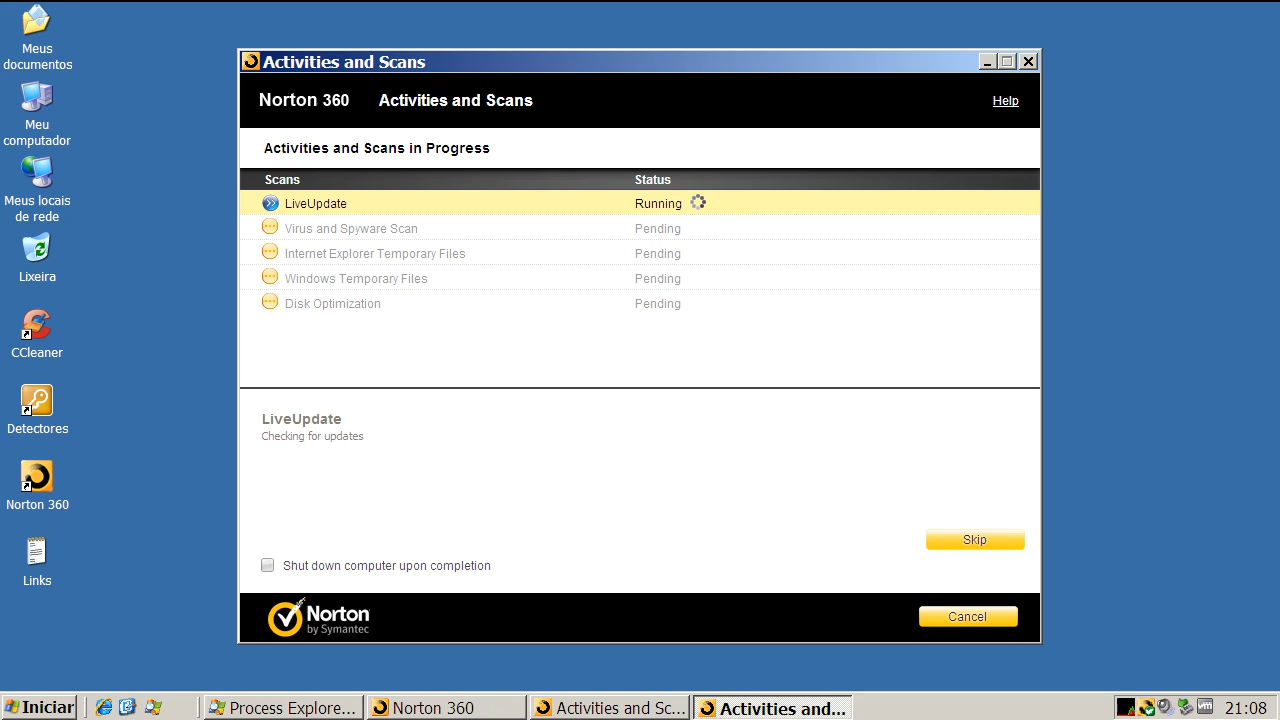 Meus
documentos
Meu
computador
Meus locais
de rede
Lixeira
CCleaner
Detectores
Norton 360
Links
Activities and Scans
Norton 360 Activities and Scans Help
Activities and Scans in Progress
Scans Status
LiveUpdate Running
Virus and Spyware Scan Pending
Internet Explorer Temporary Files Pending
Windows Temporary Files Pending
Disk Optimization Pending
LiveUpdate
Checking for updates
Skip
Shut down computer upon completion
Norton
by Symantec
Cancel
Iniciar Process Explore... Norton 360 Activities and Sc... Activities and... vm 21:08